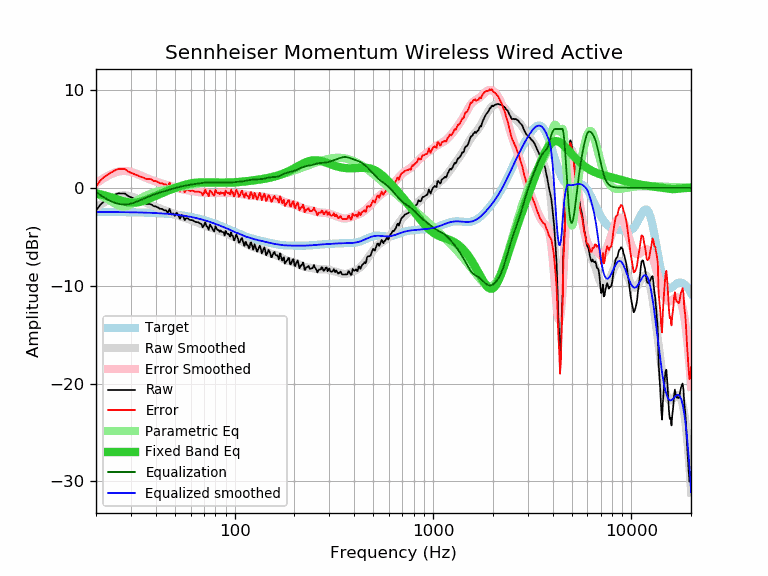 Sennheiser Momentum Wireless Wired Active
10
0
−10
−20
−30
Amplitude (dBr)
Target
Raw Smoothed
Error Smoothed
Raw
Error
Parametric Eq
Fixed Band Eq
Equalization
Equalized smoothed
100
1000
10000
Frequency (Hz)